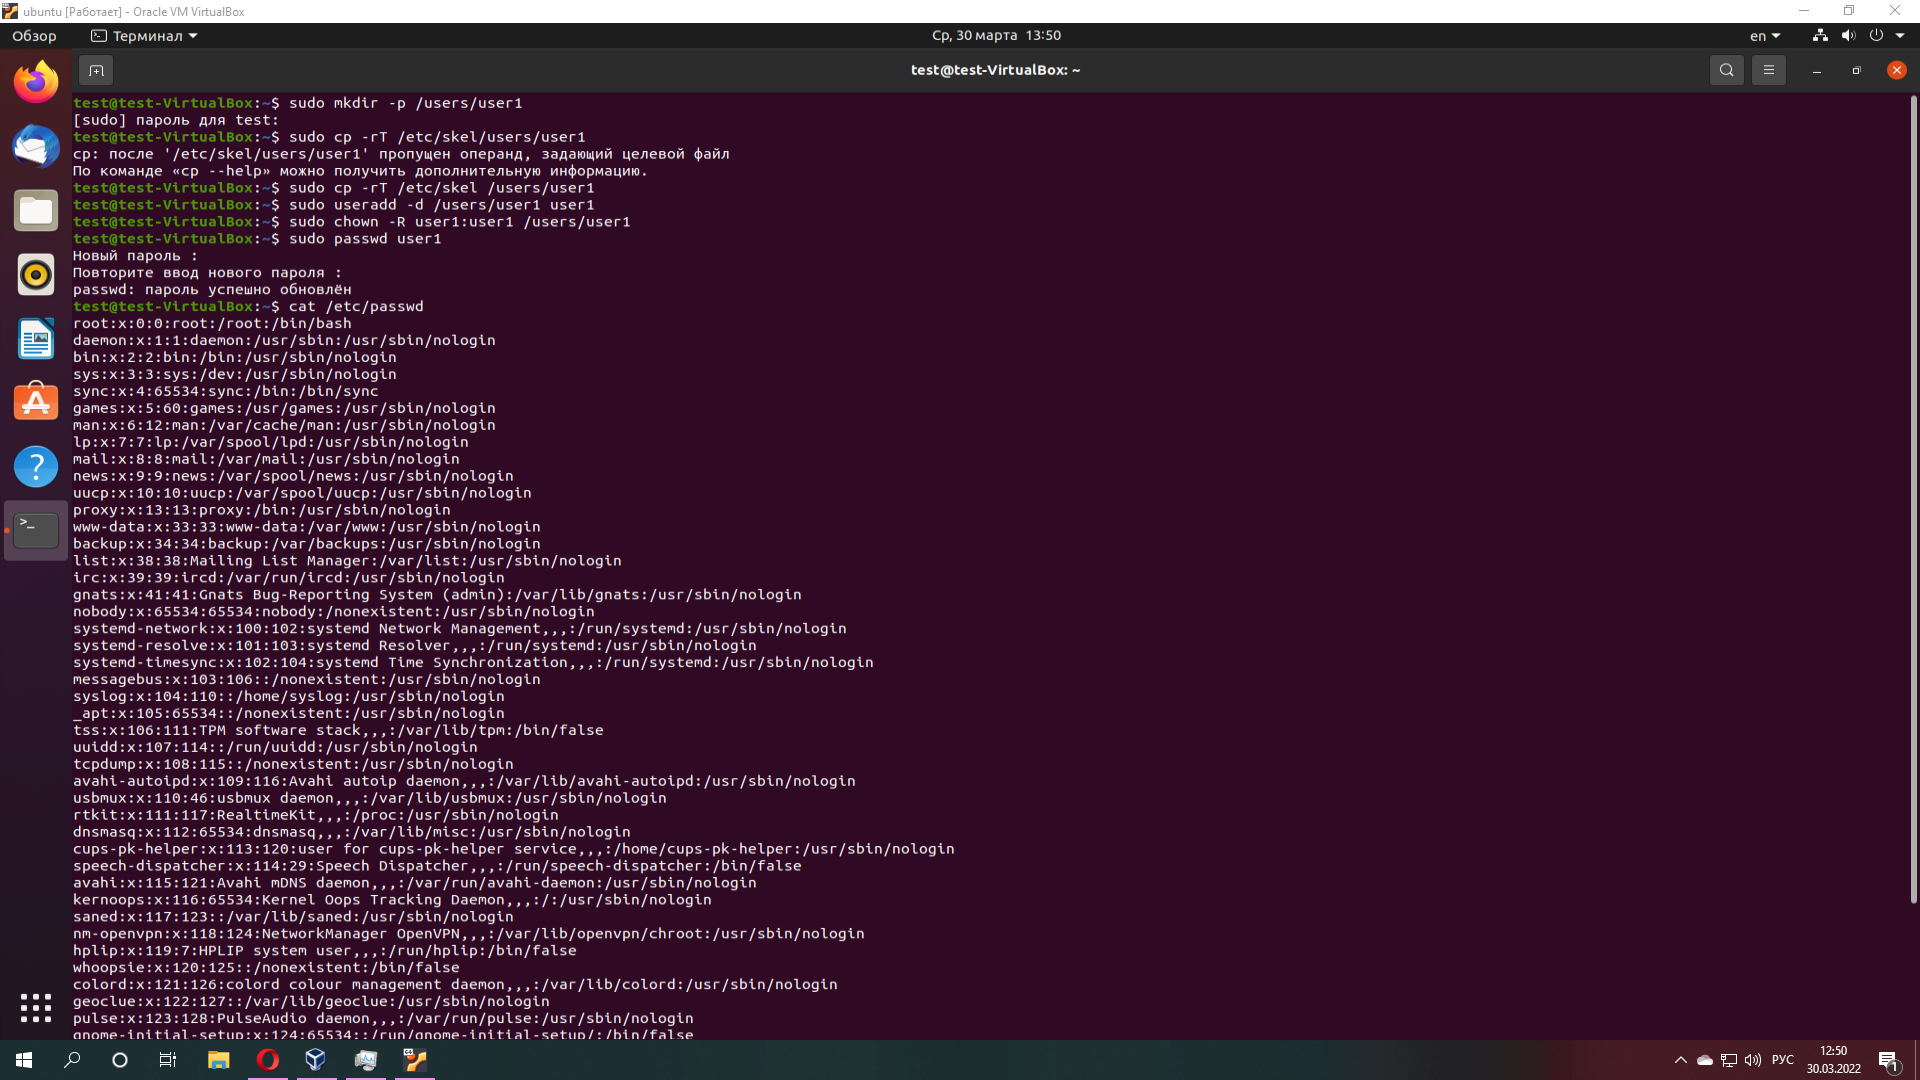 ubuntu [Работает] - Oracle VM VirtualBox
Обзор
Терминал
Ср, 30 марта 13:50
en
test@test-VirtualBox: ~
test@test-VirtualBox:~$ sudo mkdir -p /users/user1
[sudo] пароль для test:
test@test-VirtualBox:~$ sudo cp -rT /etc/skel/users/user1
cp: после '/etc/skel/users/user1' пропущен операнд, задающий целевой файл
По команде «cp --help» можно получить дополнительную информацию.
test@test-VirtualBox:~$ sudo cp -rT /etc/skel /users/user1
test@test-VirtualBox:~$ sudo useradd -d /users/user1 user1
test@test-VirtualBox:~$ sudo chown -R user1:user1 /users/user1
test@test-VirtualBox:~$ sudo passwd user1
Новый пароль :
Повторите ввод нового пароля :
passwd: пароль успешно обновлён
test@test-VirtualBox:~$ cat /etc/passwd
root:x:0:0:root:/root:/bin/bash
daemon:x:1:1:daemon:/usr/sbin:/usr/sbin/nologin
bin:x:2:2:bin:/bin:/usr/sbin/nologin
sys:x:3:3:sys:/dev:/usr/sbin/nologin
sync:x:4:65534:sync:/bin:/bin/sync
games:x:5:60:games:/usr/games:/usr/sbin/nologin
man:x:6:12:man:/var/cache/man:/usr/sbin/nologin
lp:x:7:7:lp:/var/spool/lpd:/usr/sbin/nologin
mail:x:8:8:mail:/var/mail:/usr/sbin/nologin
news:x:9:9:news:/var/spool/news:/usr/sbin/nologin
uucp:x:10:10:uucp:/var/spool/uucp:/usr/sbin/nologin
proxy:x:13:13:proxy:/bin:/usr/sbin/nologin
www-data:x:33:33:www-data:/var/www:/usr/sbin/nologin
backup:x:34:34:backup:/var/backups:/usr/sbin/nologin
list:x:38:38:Mailing List Manager:/var/list:/usr/sbin/nologin
irc:x:39:39:ircd:/var/run/ircd:/usr/sbin/nologin
gnats:x:41:41:Gnats Bug-Reporting System (admin):/var/lib/gnats:/usr/sbin/nologin
nobody:x:65534:65534:nobody:/nonexistent:/usr/sbin/nologin
systemd-network:x:100:102:systemd Network Management,,,:/run/systemd:/usr/sbin/nologin
systemd-resolve:x:101:103:systemd Resolver,,,:/run/systemd:/usr/sbin/nologin
systemd-timesync:x:102:104:systemd Time Synchronization,,,:/run/systemd:/usr/sbin/nologin
messagebus:x:103:106::/nonexistent:/usr/sbin/nologin
syslog:x:104:110::/home/syslog:/usr/sbin/nologin
_apt:x:105:65534::/nonexistent:/usr/sbin/nologin
tss:x:106:111:TPM software stack,,,:/var/lib/tpm:/bin/false
uuidd:x:107:114::/run/uuidd:/usr/sbin/nologin
tcpdump:x:108:115::/nonexistent:/usr/sbin/nologin
avahi-autoipd:x:109:116:Avahi autoip daemon,,,:/var/lib/avahi-autoipd:/usr/sbin/nologin
usbmux:x:110:46:usbmux daemon,,,:/var/lib/usbmux:/usr/sbin/nologin
rtkit:x:111:117:RealtimeKit,,,:/proc:/usr/sbin/nologin
dnsmasq:x:112:65534:dnsmasq,,,:/var/lib/misc:/usr/sbin/nologin
cups-pk-helper:x:113:120:user for cups-pk-helper service,,,:/home/cups-pk-helper:/usr/sbin/nologin
speech-dispatcher:x:114:29:Speech Dispatcher,,,:/run/speech-dispatcher:/bin/false
avahi:x:115:121:Avahi mDNS daemon,,,:/var/run/avahi-daemon:/usr/sbin/nologin
kernoops:x:116:65534:Kernel Oops Tracking Daemon,,,:/:/usr/sbin/nologin
saned:x:117:123::/var/lib/saned:/usr/sbin/nologin
nm-openvpn:x:118:124:NetworkManager OpenVPN,,,:/var/lib/openvpn/chroot:/usr/sbin/nologin
hplip:x:119:7:HPLIP system user,,,:/run/hplip:/bin/false
whoopsie:x:120:125::/nonexistent:/bin/false
colord:x:121:126:colord colour management daemon,,,:/var/lib/colord:/usr/sbin/nologin
geoclue:x:122:127::/var/lib/geoclue:/usr/sbin/nologin
pulse:x:123:128:PulseAudio daemon,,,:/var/run/pulse:/usr/sbin/nologin
gnome-initial-setup:x:124:65534::/run/gnome-initial-setup/:/bin/false
РУС
12:50
30.03.2022
1